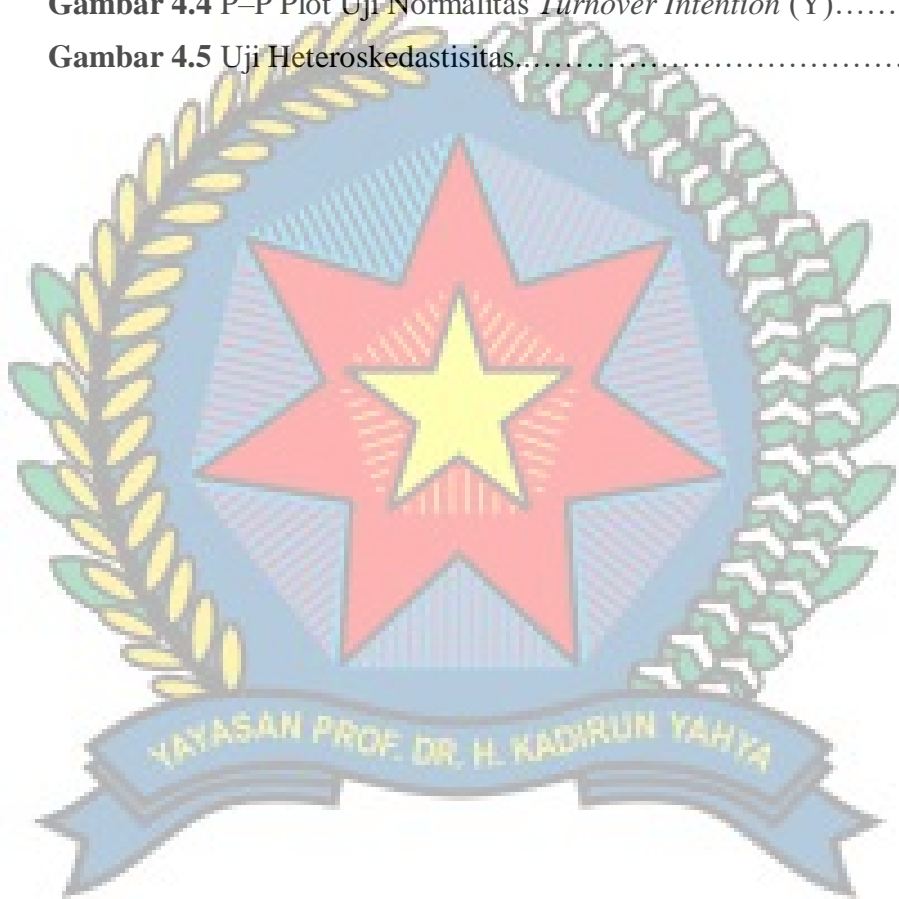 Gambar 4.4 P–P Plot Uji Normalitas Turnover Intention (Y)…….
Gambar 4.5 Uji Heteroskedastisitas………………………………….
YAYASAN PROF. DR. H. KADIRUN YAHYA